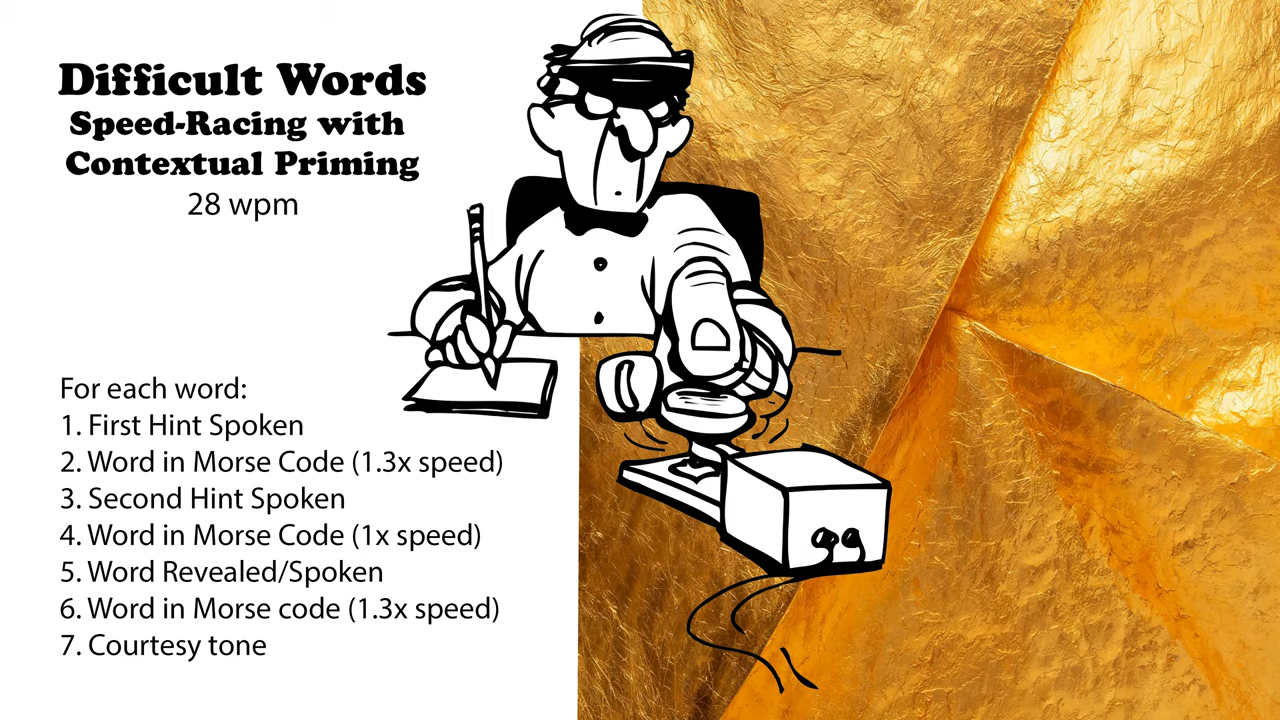 Difficult Words
Speed-Racing with
Contextual Priming
28 wpm
For each word:
1. First Hint Spoken
2. Word in Morse Code (1.3x speed)
3. Second Hint Spoken
4. Word in Morse Code (1x speed)
5. Word Revealed/Spoken
6. Word in Morse code (1.3x speed)
7. Courtesy tone